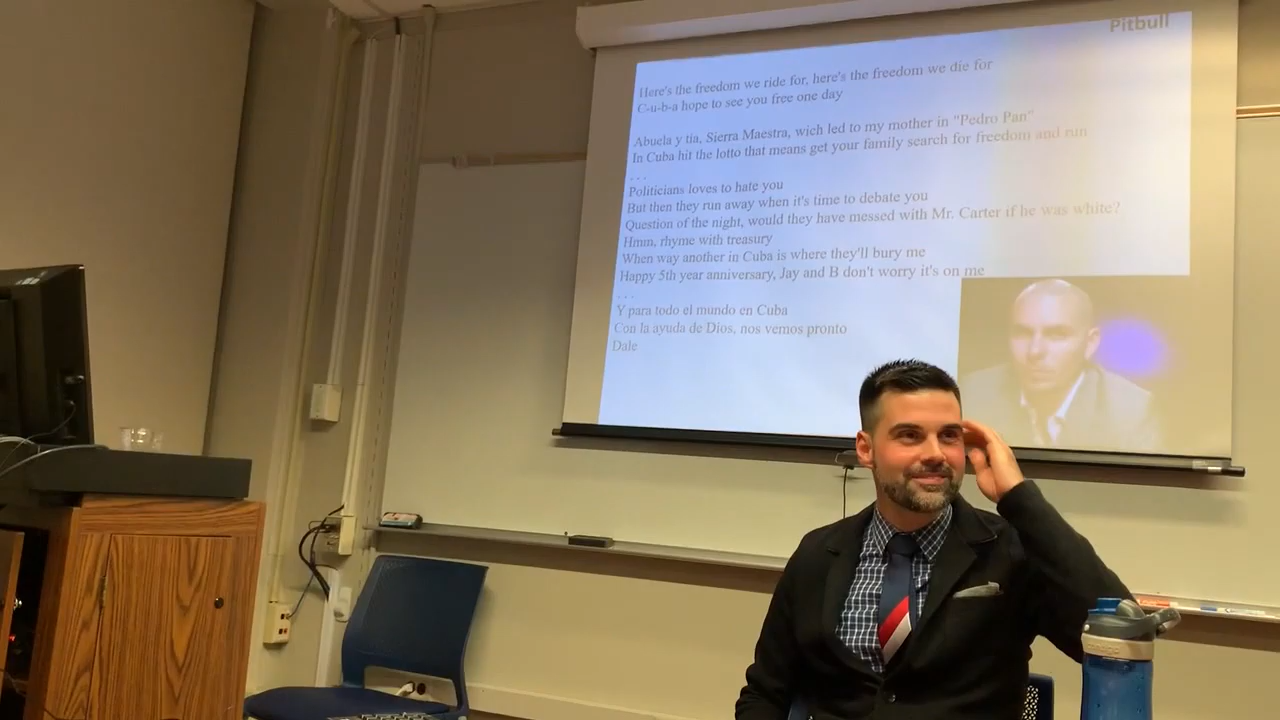 Pitbull
Here's the freedom we ride for, here's the freedom we die for
C-u-b-a hope to see you free one day
Abuela y tia, Sierra Maestra, wich led to my mother in "Pedro Pan"
In Cuba hit the lotto that means get your family search for freedom and run
. . .
Politicians loves to hate you
But then they run away when it's time to debate you
Question of the night, would they have messed with Mr. Carter if he was white?
Hmm, rhyme with treasury
When way another in Cuba is where they'll bury me
Happy 5th year anniversary, Jay and B don't worry it's on me
. . .
Y para todo el mundo en Cuba
Con la ayuda de Dios, nos vemos pronto
Dale